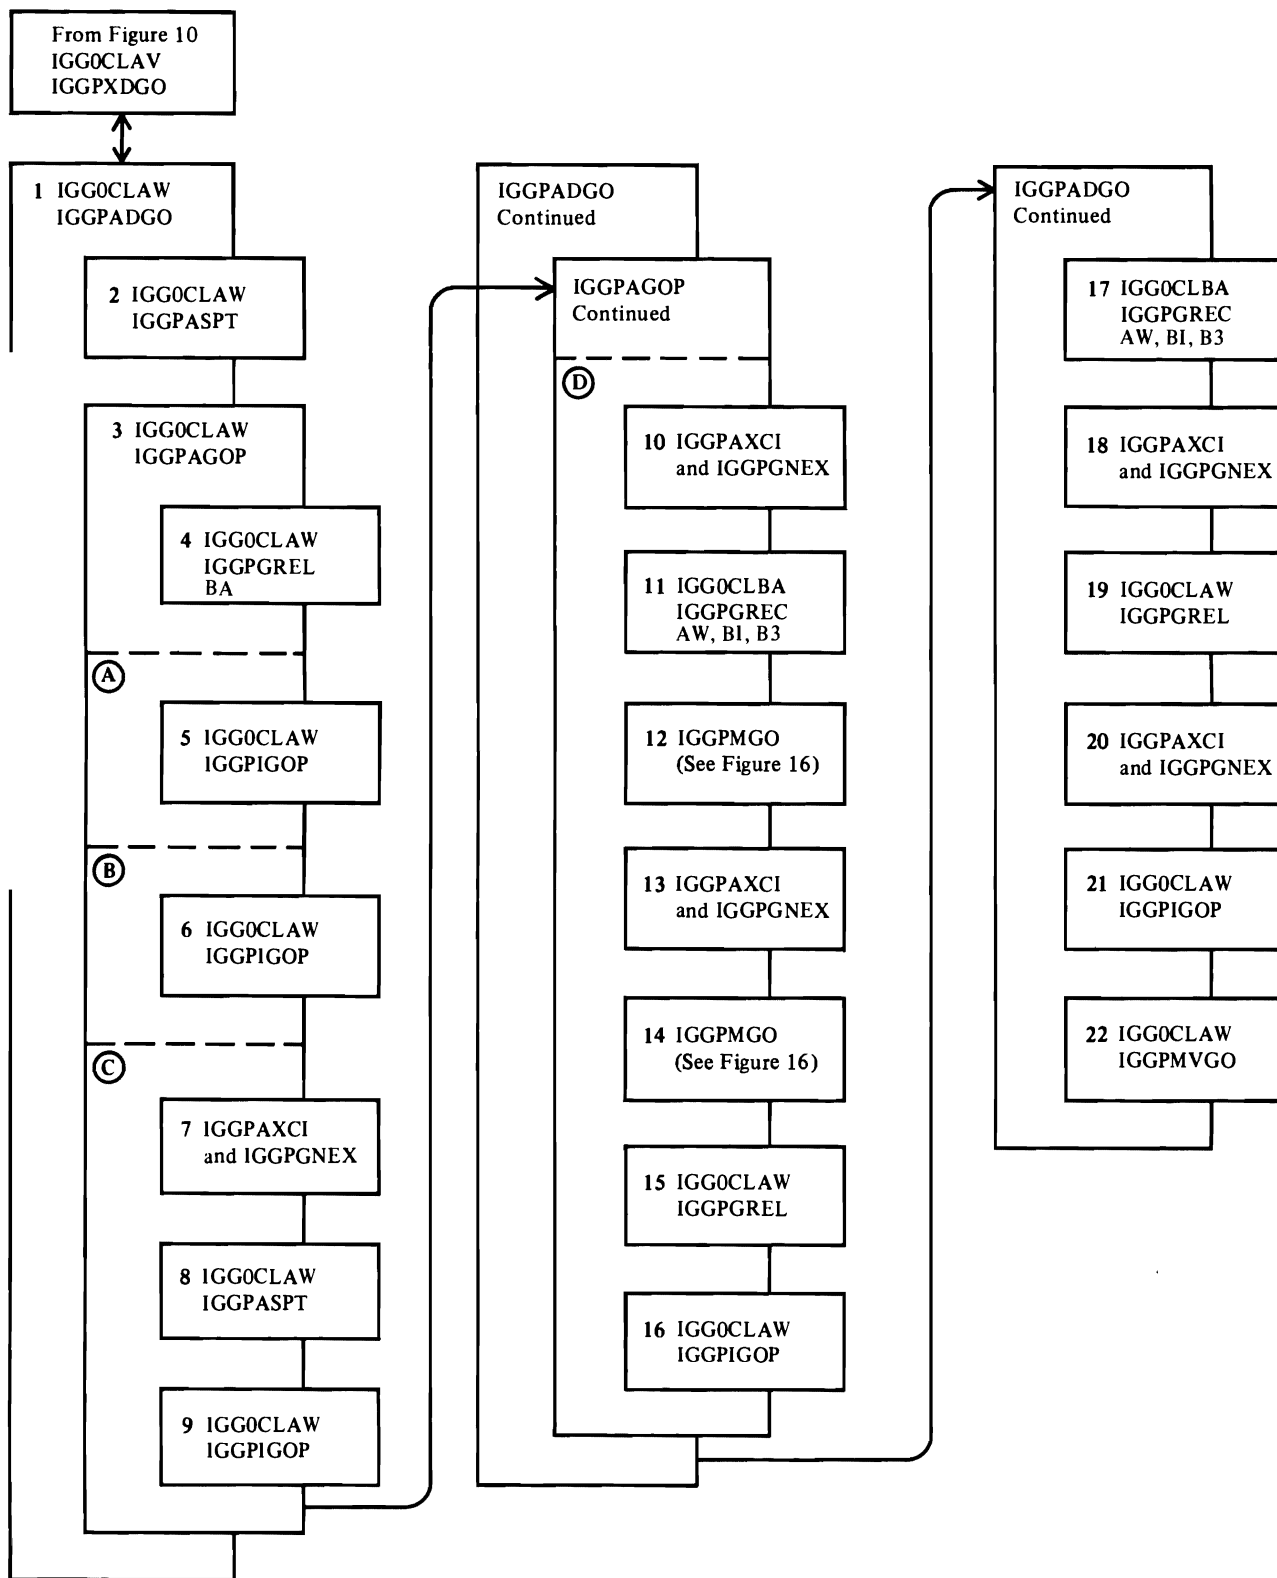 From Figure 10
IGG0CLAV
IGGPXDGO
1 IGG0CLAW
IGGPADGO
2 IGG0CLAW
IGGPASPT
3 IGG0CLAW
IGGPAGOP
4 IGG0CLAW
IGGPGREL
BA
A
5 IGG0CLAW
IGGPIGOP
B
6 IGG0CLAW
IGGPIGOP
C
7 IGGPAXCI
and IGGPGNEX
8 IGG0CLAW
IGGPASPT
9 IGG0CLAW
IGGPIGOP
IGGPADGO
Continued
IGGPAGOP
Continued
D
10 IGGPAXCI
and IGGPGNEX
11 IGG0CLBA
IGGPGREC
AW, BI, B3
12 IGGPMGO
(See Figure 16)
13 IGGPAXCI
and IGGPGNEX
14 IGGPMGO
(See Figure 16)
15 IGG0CLAW
IGGPGREL
16 IGG0CLAW
IGGPIGOP
IGGPADGO
Continued
17 IGG0CLBA
IGGPGREC
AW, BI, B3
18 IGGPAXCI
and IGGPGNEX
19 IGG0CLAW
IGGPGREL
20 IGGPAXCI
and IGGPGNEX
21 IGG0CLAW
IGGPIGOP
22 IGG0CLAW
IGGPMVGO